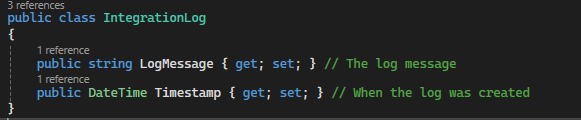 3 references
public class IntegrationLog
{
1 reference
public string LogMessage { get; set; } // The log message
1 reference
public DateTime Timestamp { get; set; } // When the log was created
}